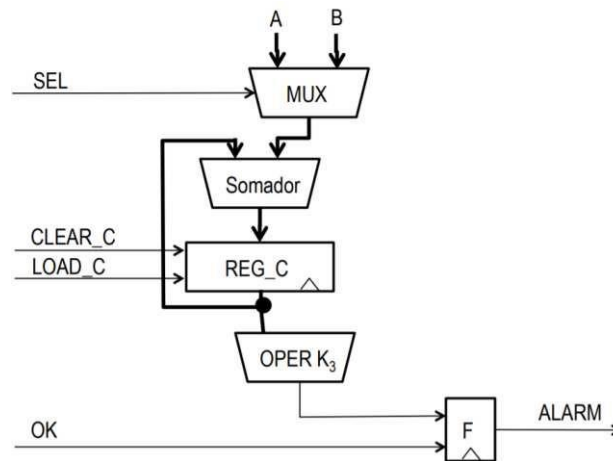 A B
SEL
MUX
Somador
CLEAR_C
LOAD_C
REG_C
OPER K₃
ALARM
OK
F